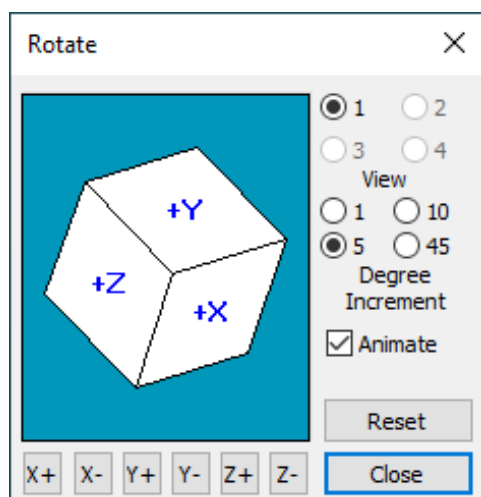 Rotate
1 2
3 4
View
1 10
5 45
Degree
Increment
Animate
Reset
Close
+Y
+Z
+X
X+ X- Y+ Y- Z+ Z-